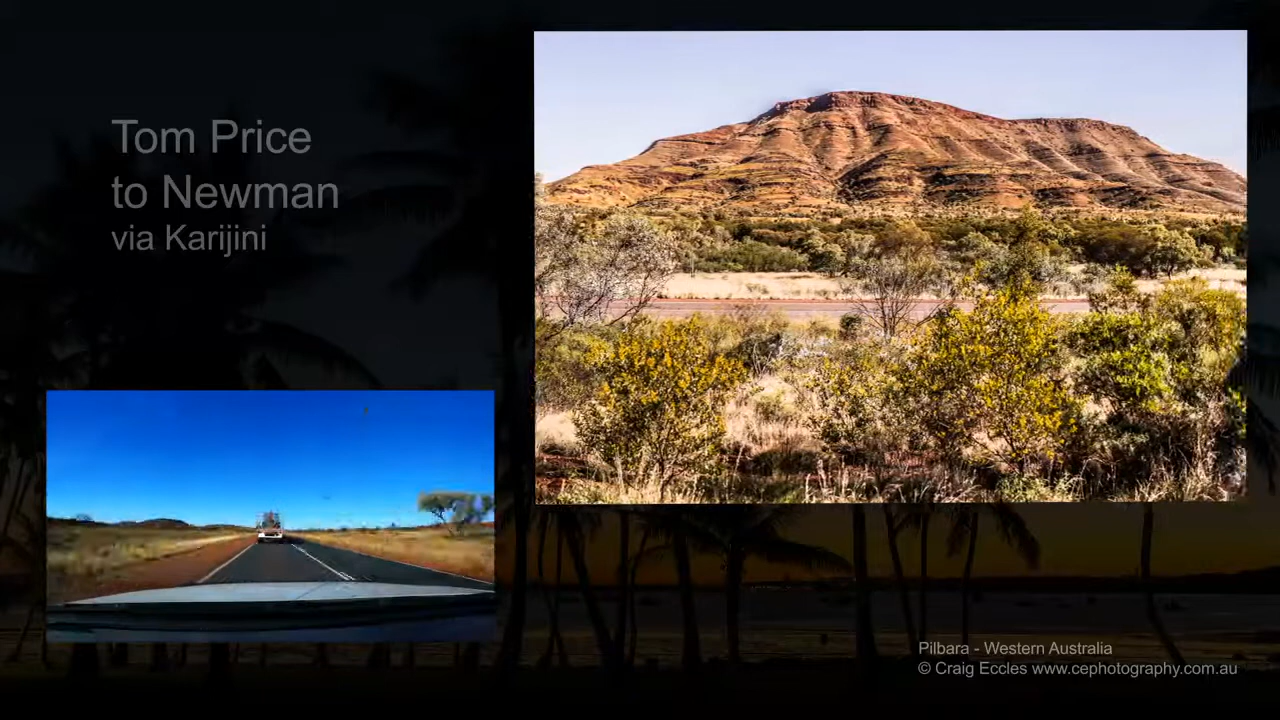 Tom Price
to Newman
via Karijini
Pilbara - Western Australia
© Craig Eccles www.cephotography.com.au